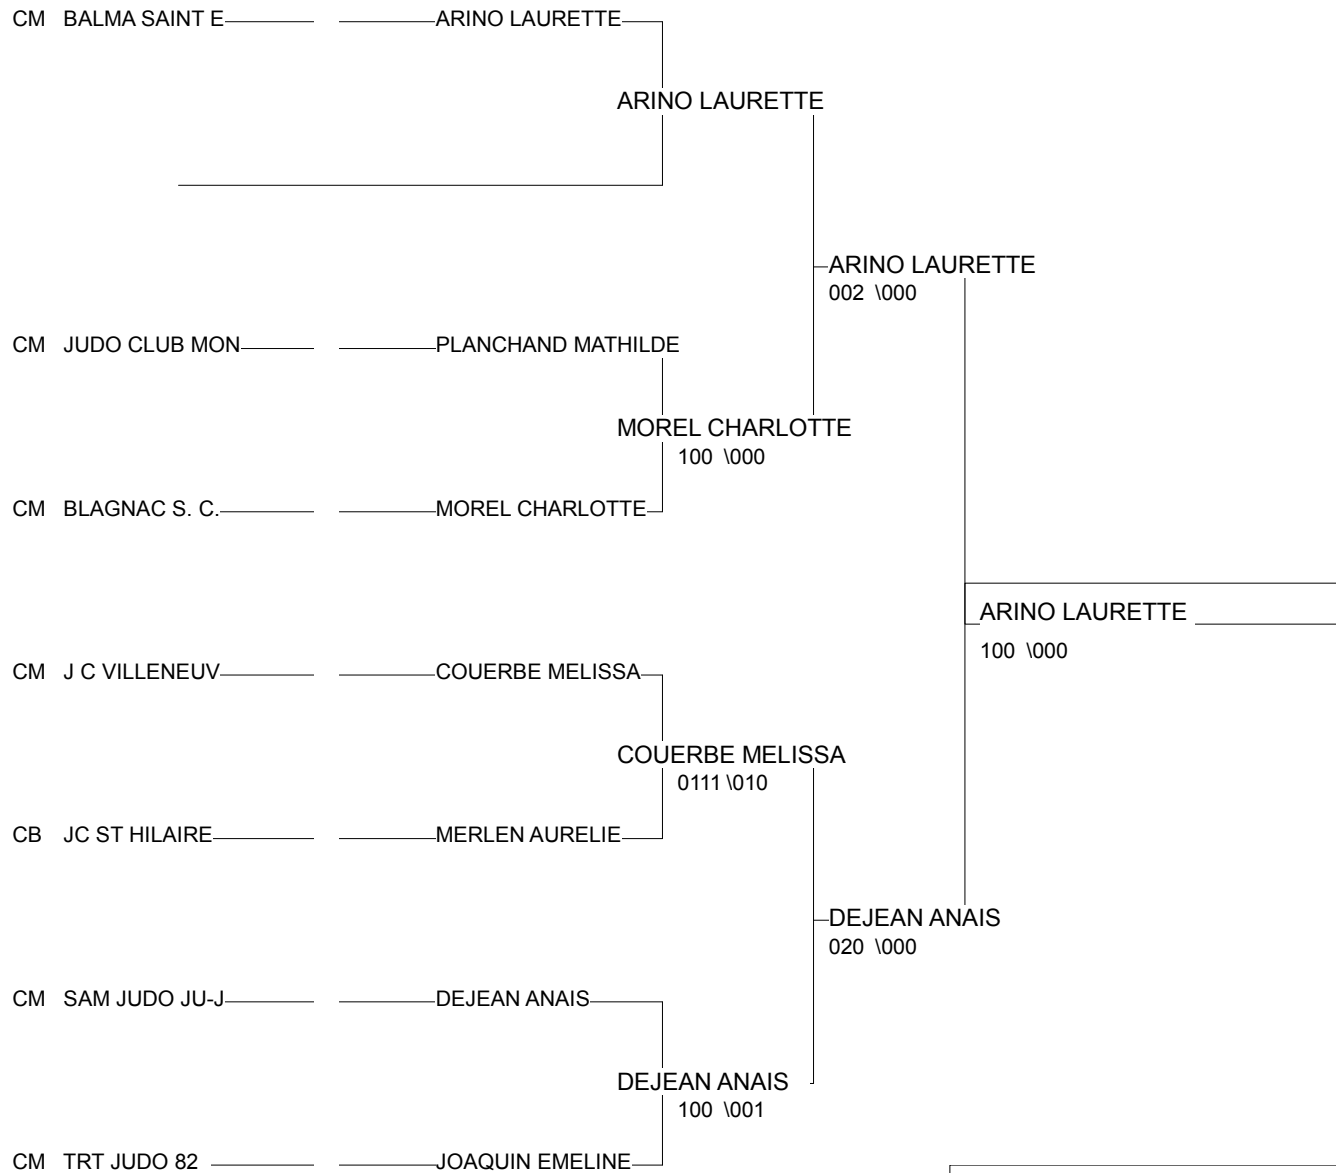 CM BALMA SAINT E ARINO LAURETTE
ARINO LAURETTE
ARINO LAURETTE
002 \000
CM JUDO CLUB MON PLANCHAND MATHILDE
MOREL CHARLOTTE
100 \000
CM BLAGNAC S. C. MOREL CHARLOTTE
ARINO LAURETTE
100 \000
CM J C VILLENEUV COUERBE MELISSA
COUERBE MELISSA
0111 \010
CB JC ST HILAIRE MERLEN AURELIE
DEJEAN ANAIS
020 \000
CM SAM JUDO JU-J DEJEAN ANAIS
DEJEAN ANAIS
100 \001
CM TRT JUDO 82 JOAQUIN EMELINE